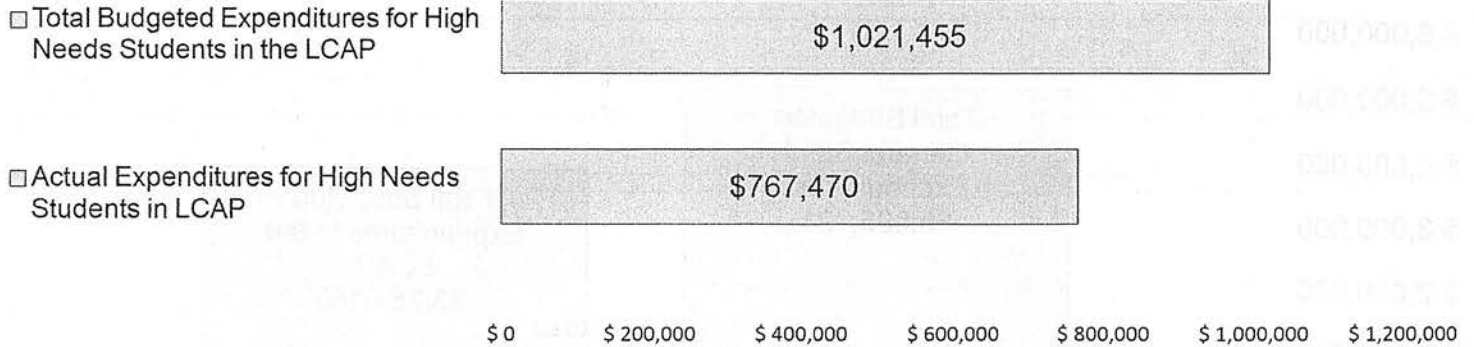 Total Budgeted Expenditures for High
Needs Students in the LCAP
$1,021,455
Actual Expenditures for High Needs
Students in LCAP
$767,470
$ 0 $ 200,000 $ 400,000 $ 600,000 $ 800,000 $ 1,000,000 $ 1,200,000